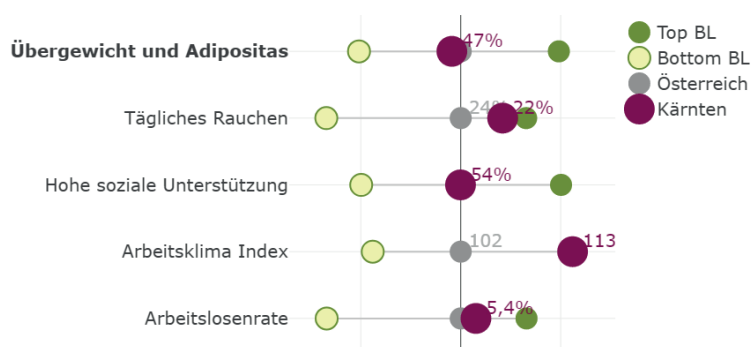 Übergewicht und Adipositas
47%
Tägliches Rauchen
24%
22%
Hohe soziale Unterstützung
54%
Arbeitsklima Index
102
113
Arbeitslosenrate
5,4%
Top BL
Bottom BL
Österreich
Kärnten